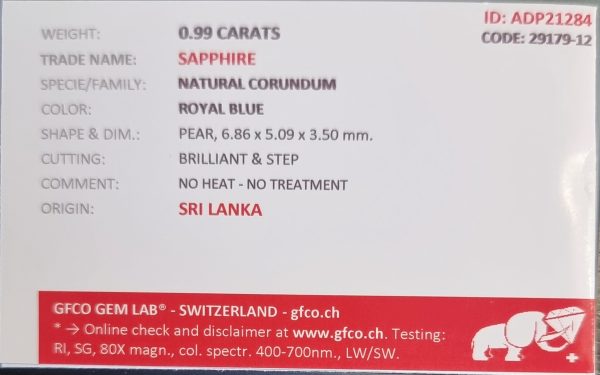 ID: ADP21284
CODE: 29179-12
WEIGHT: 0.99 CARATS
TRADE NAME: SAPPHIRE
SPECIE/FAMILY: NATURAL CORUNDUM
COLOR: ROYAL BLUE
SHAPE & DIM.: PEAR, 6.86 x 5.09 x 3.50 mm.
CUTTING: BRILLIANT & STEP
COMMENT: NO HEAT - NO TREATMENT
ORIGIN: SRI LANKA
GFCO GEM LAB® - SWITZERLAND - gfco.ch
* → Online check and disclaimer at www.gfco.ch. Testing:
RI, SG, 80X magn., col. spectr. 400-700nm., LW/SW.